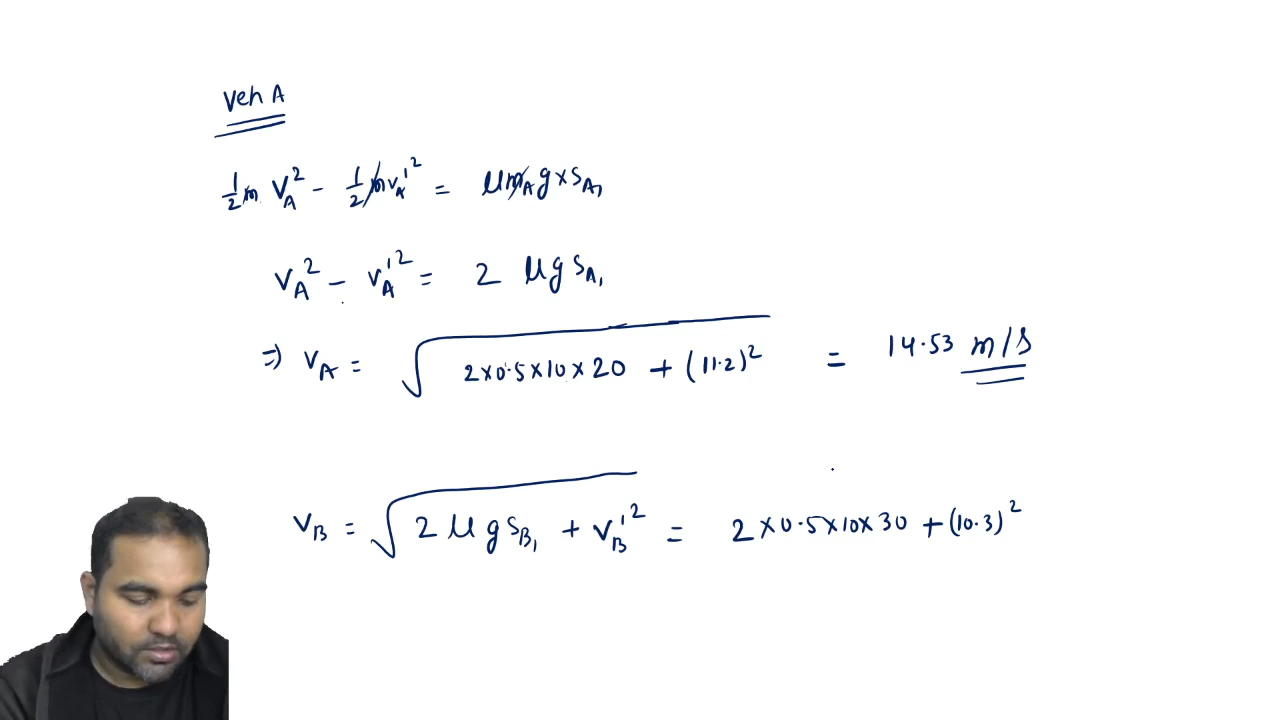 Veh A
½m V_A² - ½m v_A'² = μ m_A g × S_A₁
V_A² - V_A'² = 2 μ g S_A₁
⇒ V_A = √(2×0.5×10×20 + (11.2)²) = 14.53 m/s
V_B = √(2 μ g S_B₁ + V_B'²) = 2×0.5×10×30 + (10.3)²